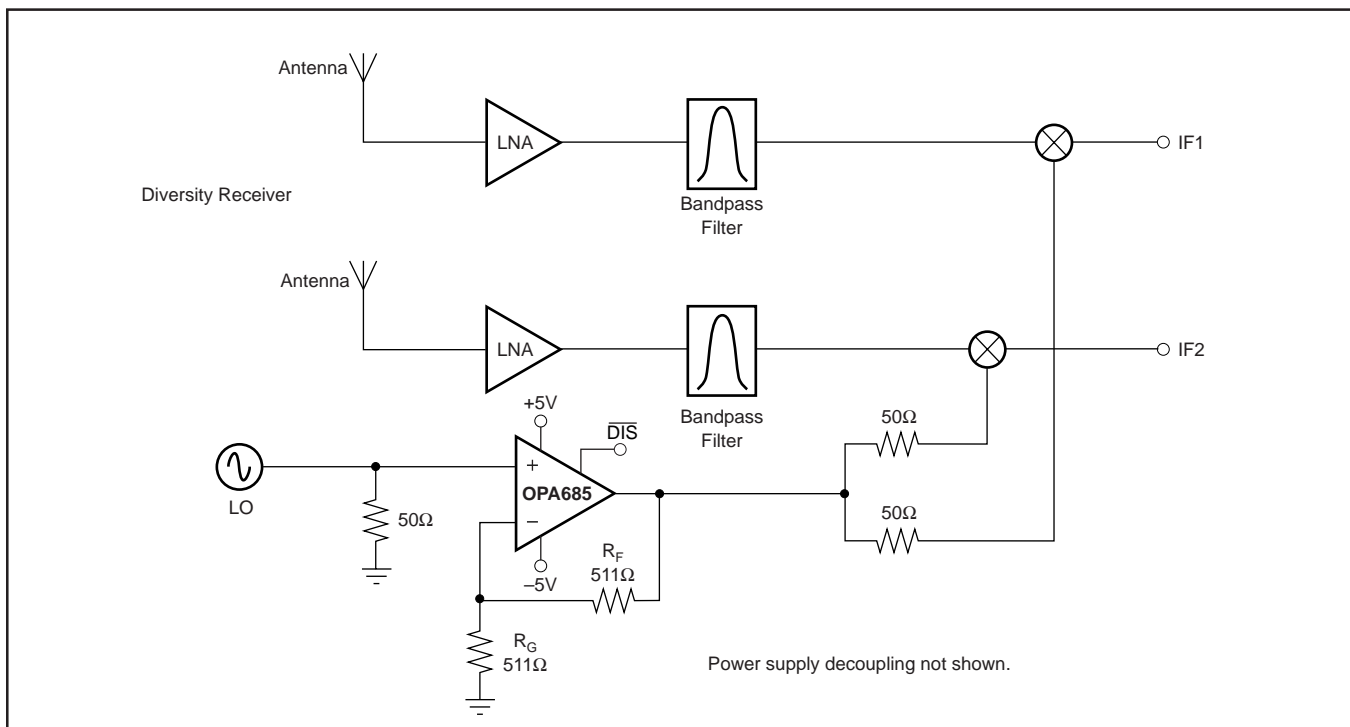 Antenna
LNA
Bandpass
Filter
IF1
Diversity Receiver
Antenna
LNA
Bandpass
Filter
IF2
+5V
D̅I̅S̅
50Ω
LO
50Ω
+
OPA685
−
–5V
R_F
511Ω
50Ω
R_G
511Ω
Power supply decoupling not shown.